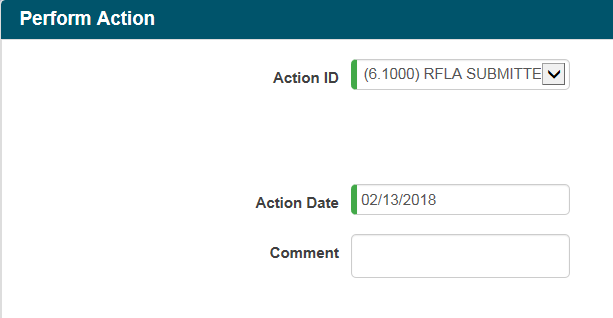 Perform Action
Action ID (6.1000) RFLA SUBMITTE
Action Date 02/13/2018
Comment